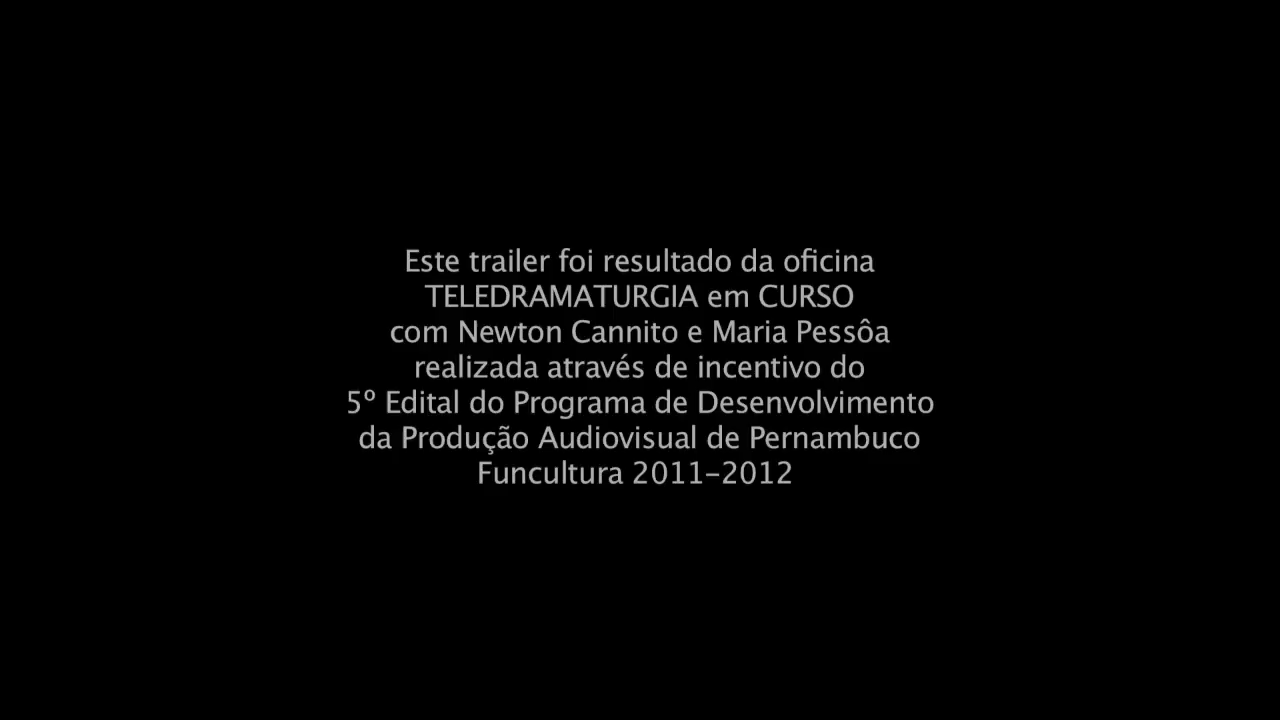 Este trailer foi resultado da oficina
TELEDRAMATURGIA em CURSO
com Newton Cannito e Maria Pessôa
realizada através de incentivo do
5º Edital do Programa de Desenvolvimento
da Produção Audiovisual de Pernambuco
Funcultura 2011-2012